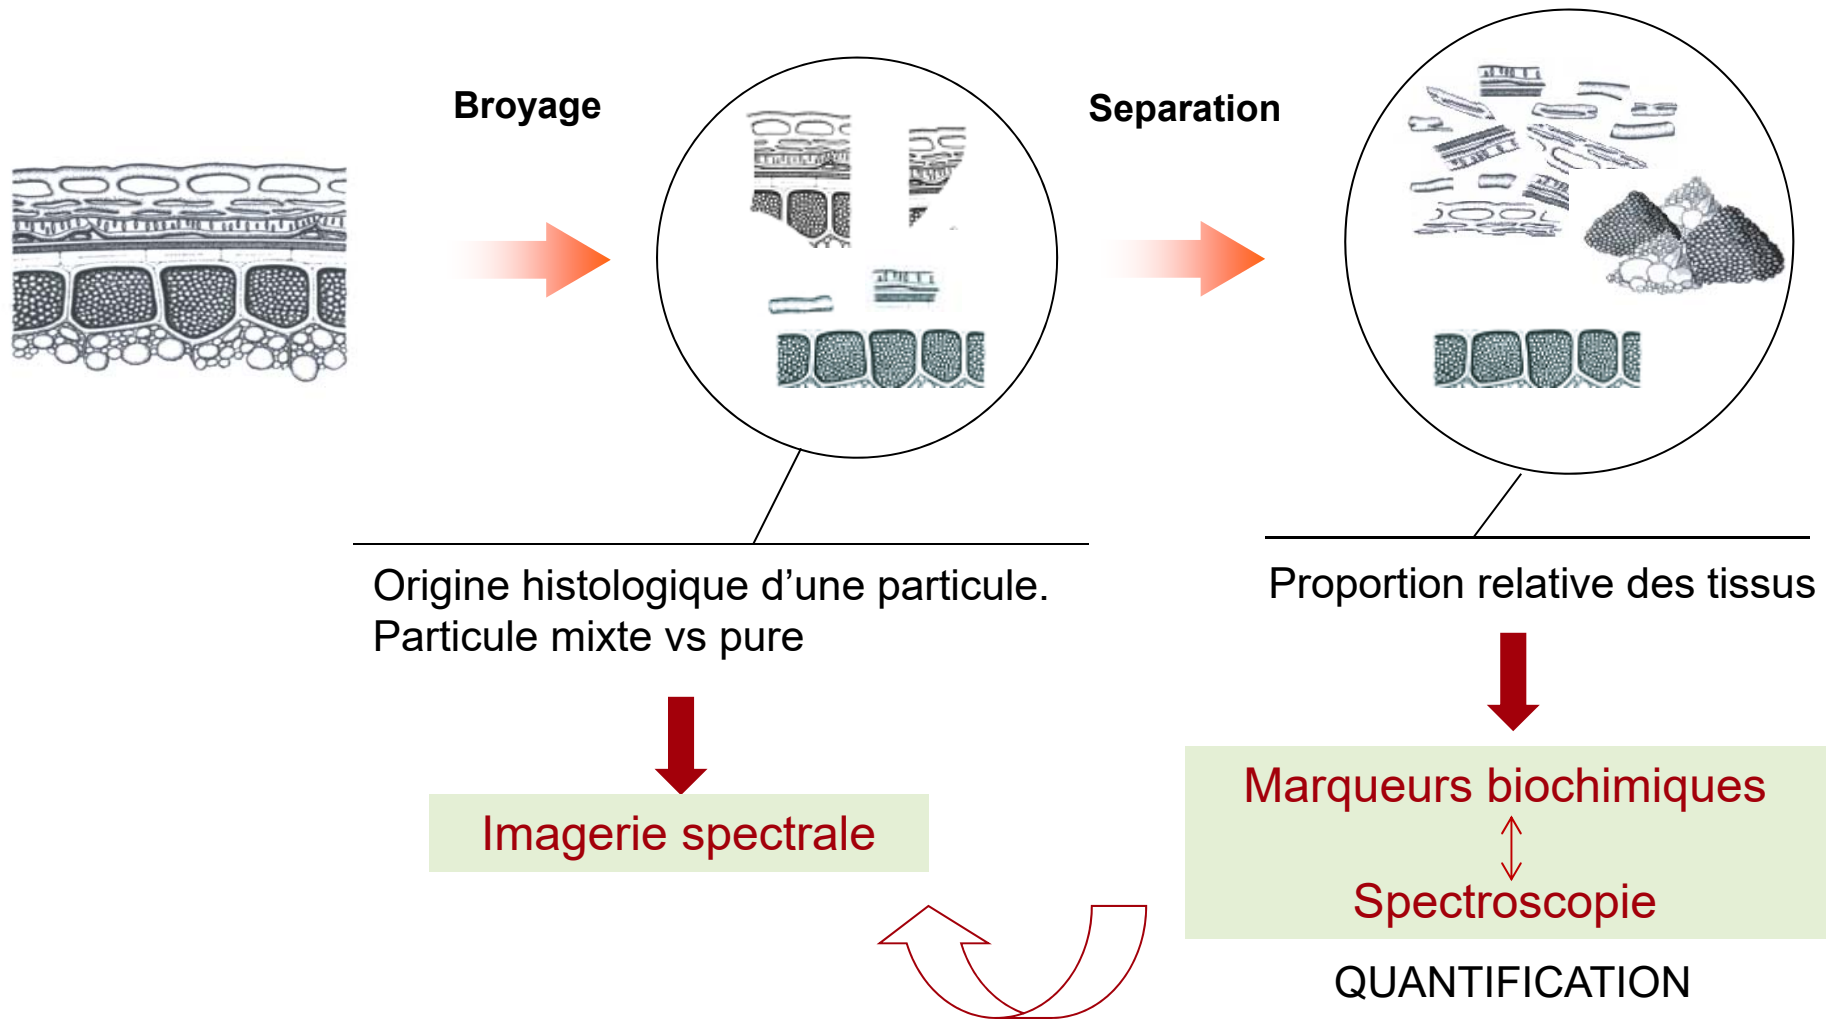 Broyage
Separation
Origine histologique d’une particule.
Particule mixte vs pure
Proportion relative des tissus
Imagerie spectrale
Marqueurs biochimiques
Spectroscopie
QUANTIFICATION